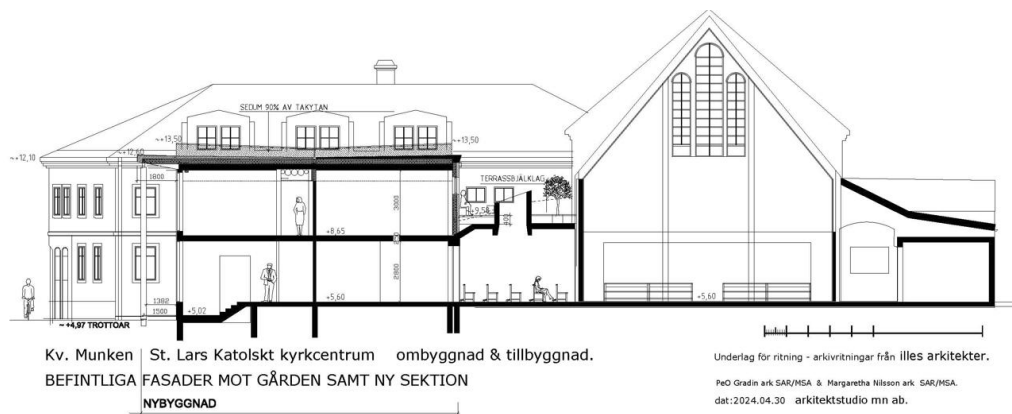 SEDUM 90% AV TAKYTAN
~+13,50
~+13,50
~+12,10
~+12,60
1800
TERRASSBJÄLKLAG
3000
+9,50
400
+8,65
2800
+5,60
+5,60
1382
1500
+5,02
~ +4,97 TROTTOAR
Kv. Munken St. Lars Katolskt kyrkcentrum ombyggnad & tillbyggnad.
BEFINTLIGA FASADER MOT GÅRDEN SAMT NY SEKTION
NYBYGGNAD
Underlag för ritning - arkivritningar från illes arkitekter.
PeO Gradin ark SAR/MSA & Margaretha Nilsson ark SAR/MSA.
dat:2024.04.30 arkitektstudio mn ab.